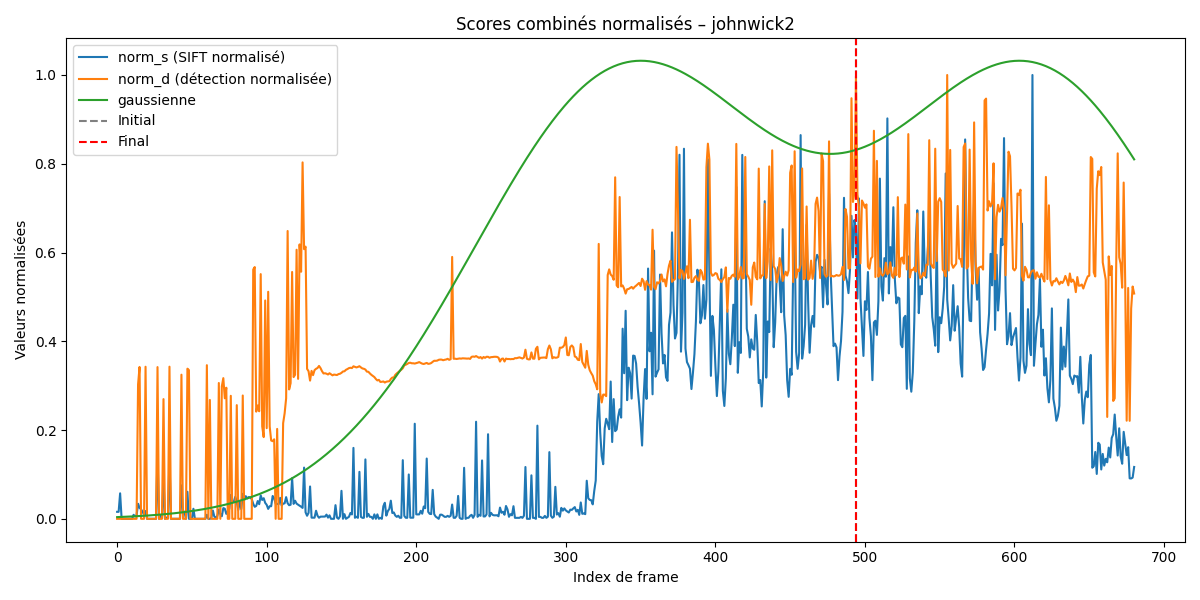 Scores combinés normalisés – johnwick2
norm_s (SIFT normalisé)
norm_d (détection normalisée)
gaussienne
Initial
Final
Valeurs normalisées
1.0
0.8
0.6
0.4
0.2
0.0
0 100 200 300 400 500 600 700
Index de frame